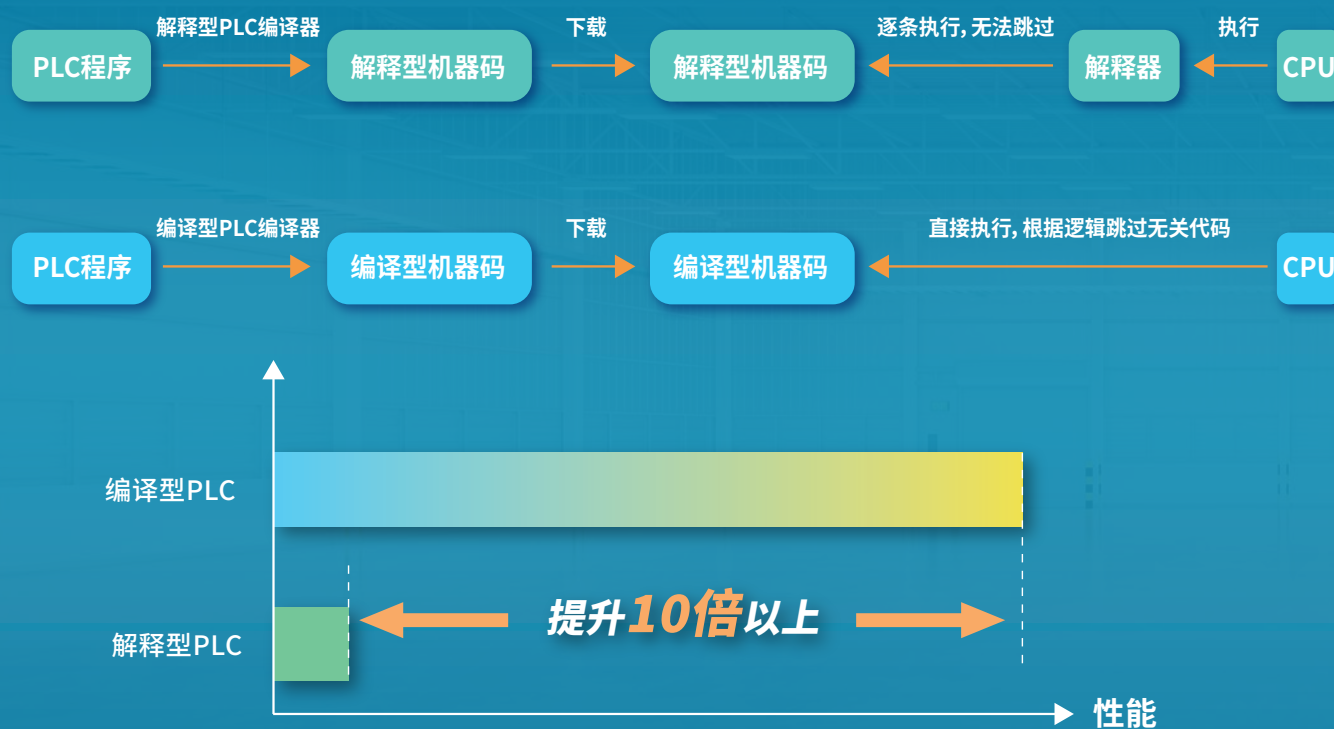 解释型PLC编译器
下载
逐条执行, 无法跳过
执行
PLC程序
解释型机器码
解释型机器码
解释器
CPU
编译型PLC编译器
下载
直接执行, 根据逻辑跳过无关代码
PLC程序
编译型机器码
编译型机器码
CPU
编译型PLC
提升10倍以上
解释型PLC
性能